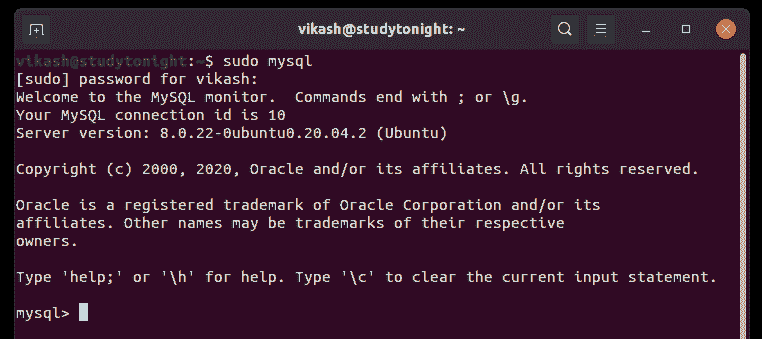 vikash@studytonight: ~
vikash@studytonight:~$ sudo mysql
[sudo] password for vikash:
Welcome to the MySQL monitor.  Commands end with ; or \g.
Your MySQL connection id is 10
Server version: 8.0.22-0ubuntu0.20.04.2 (Ubuntu)
Copyright (c) 2000, 2020, Oracle and/or its affiliates. All rights reserved.
Oracle is a registered trademark of Oracle Corporation and/or its
affiliates. Other names may be trademarks of their respective
owners.
Type 'help;' or '\h' for help. Type '\c' to clear the current input statement.
mysql>